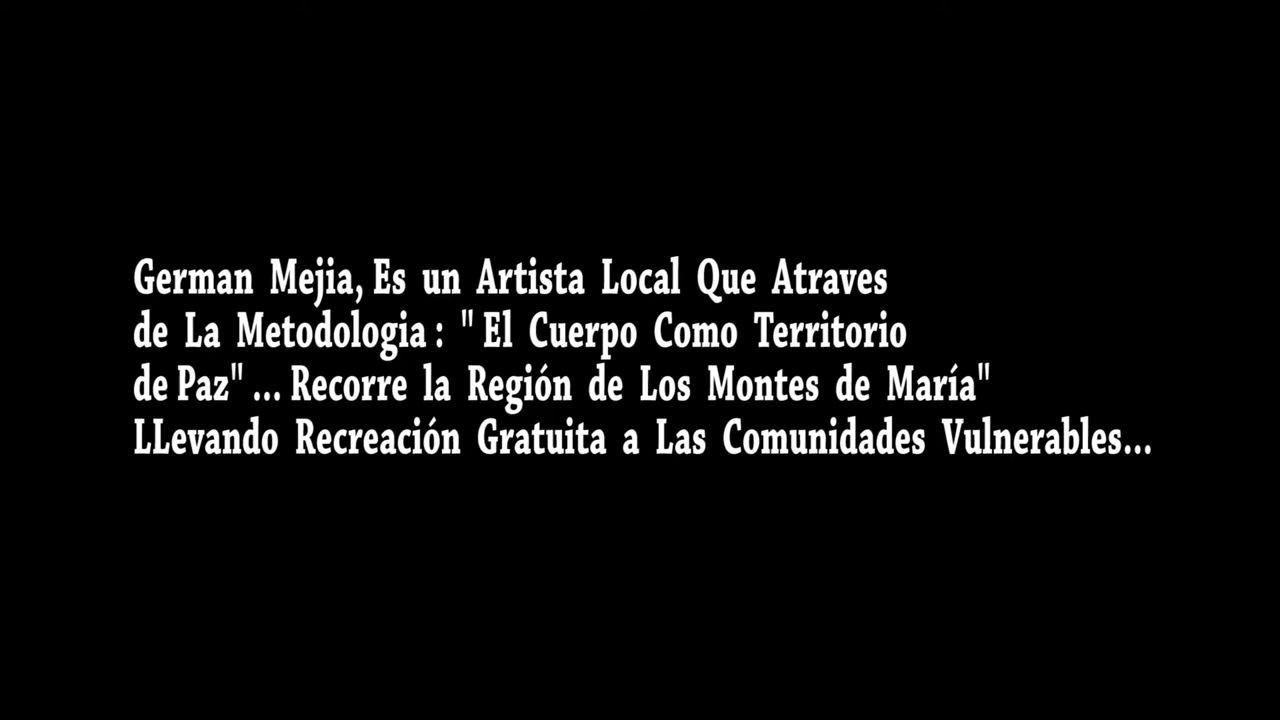 German Mejia, Es un Artista Local Que Atraves
de La Metodologia : " El Cuerpo Como Territorio
de Paz" ... Recorre la Región de Los Montes de María"
LLevando Recreación Gratuita a Las Comunidades Vulnerables...